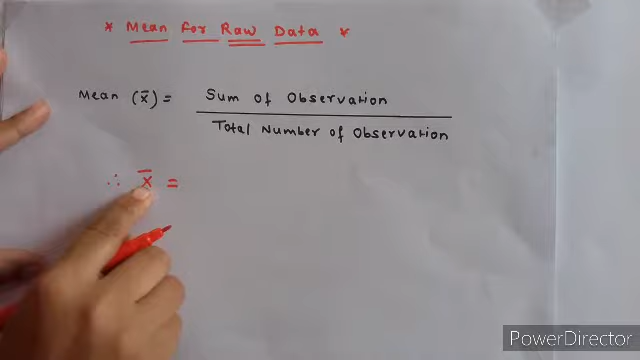 * Mean For Raw Data *
Mean (x̄) = Sum of Observation
Total Number of Observation
∴ x̄ =
PowerDirector